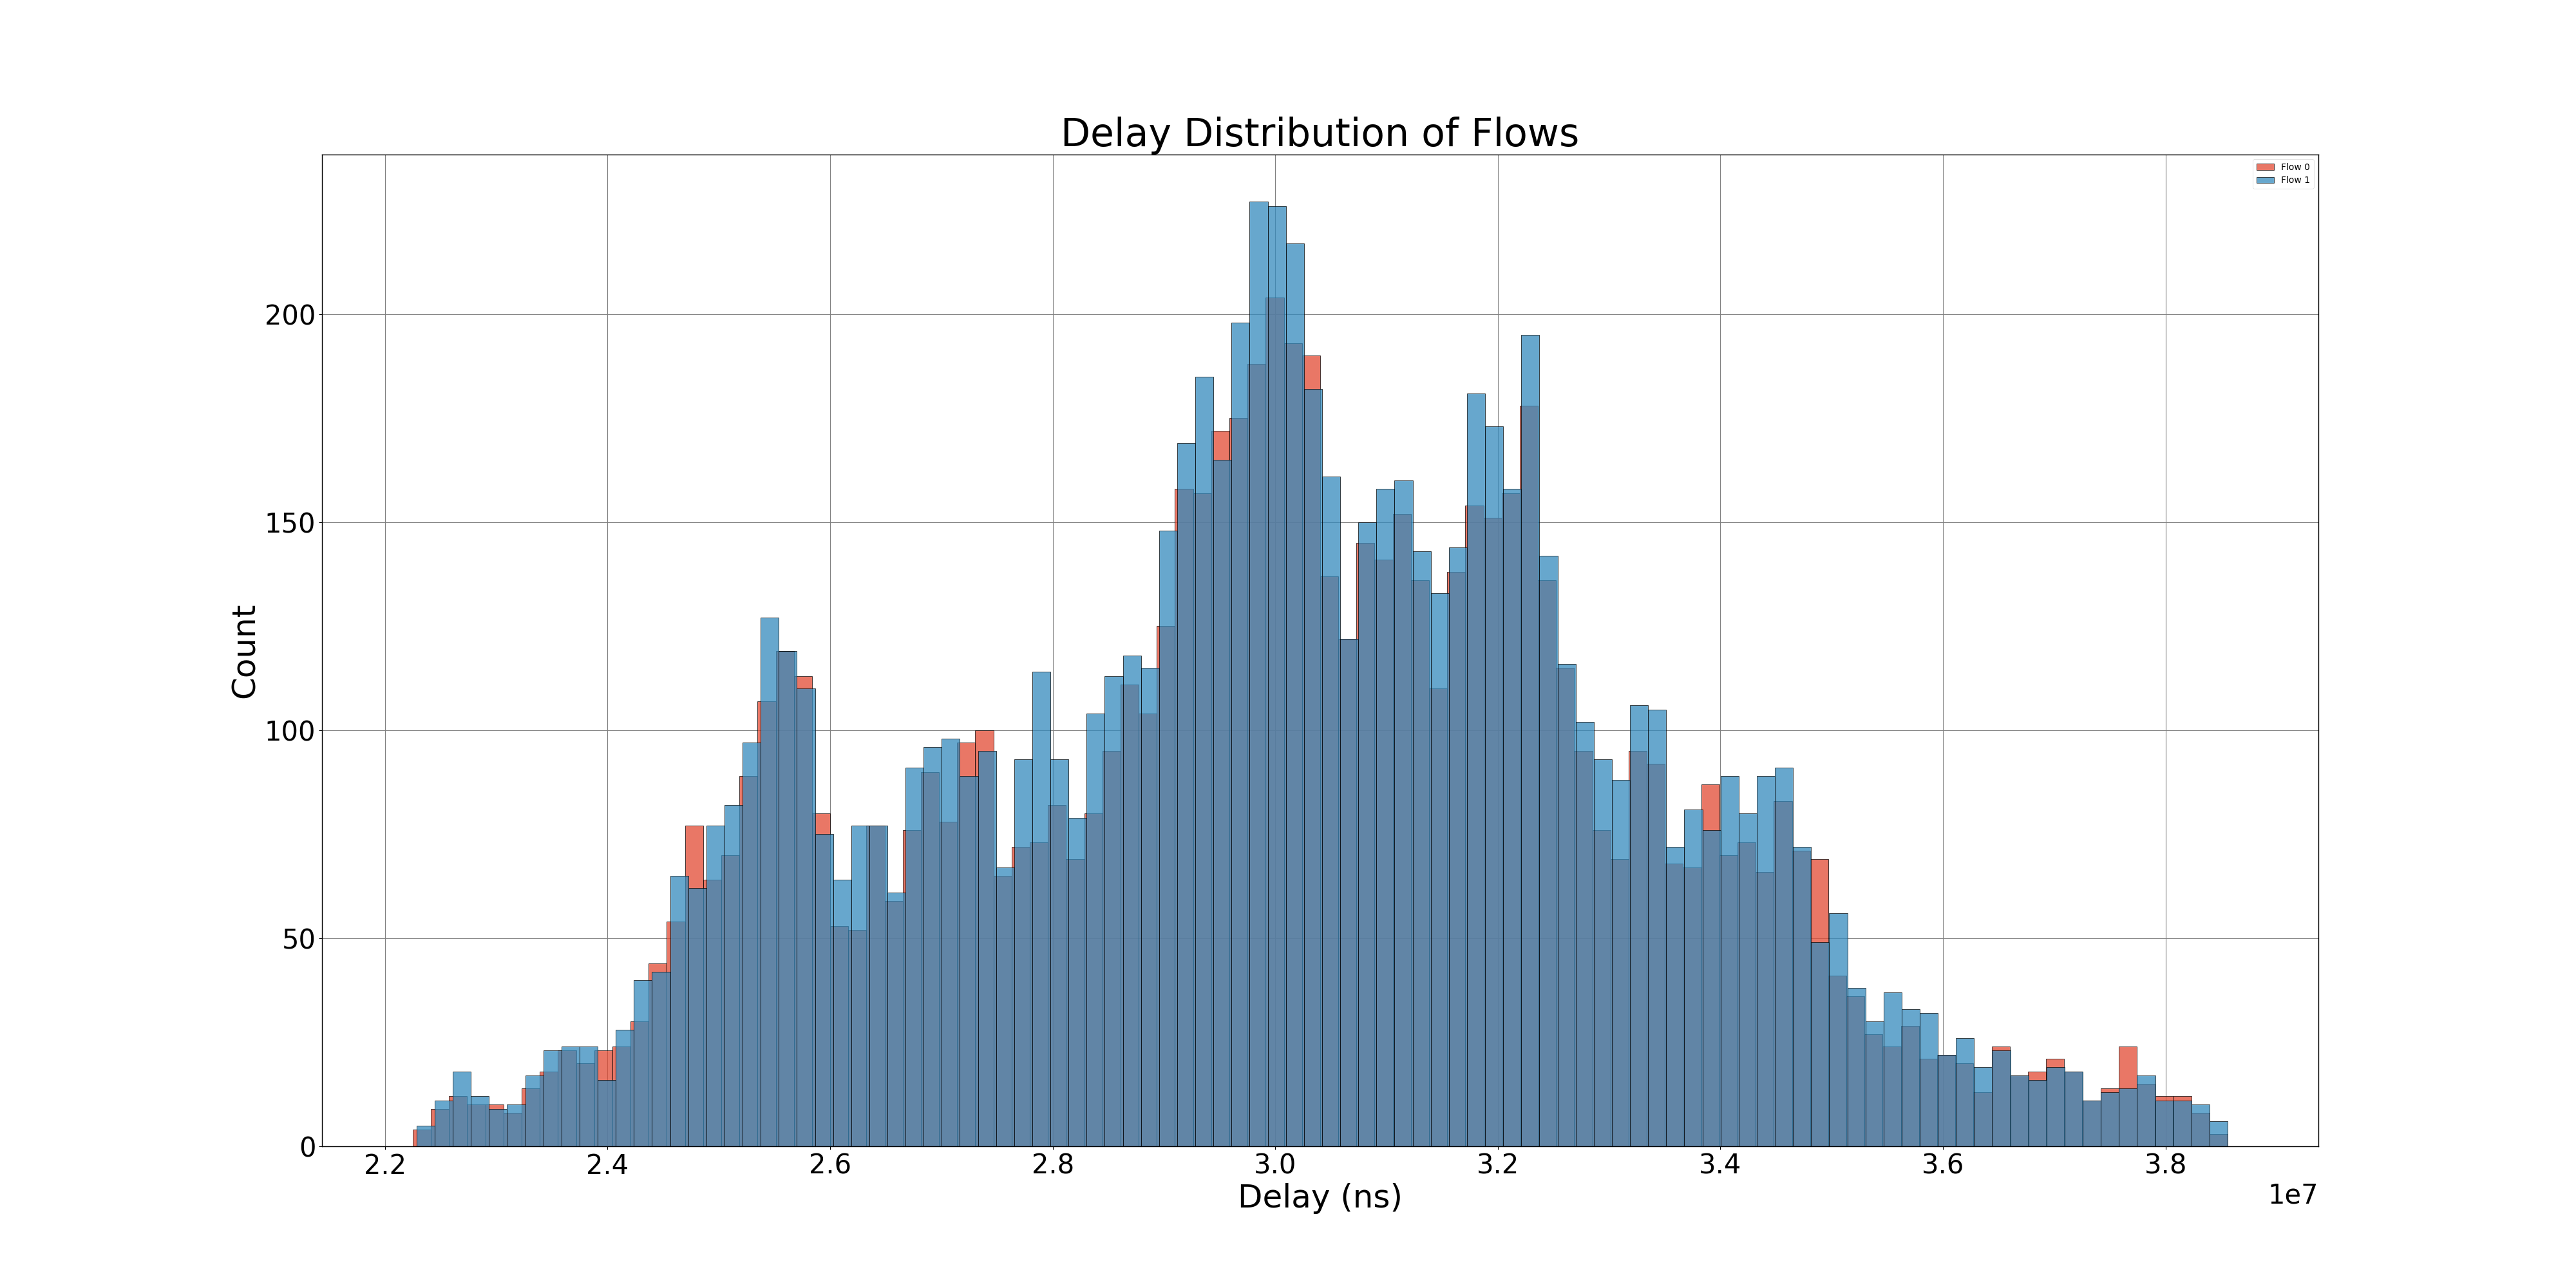 Delay Distribution of Flows
Flow 0
Flow 1
200
150
100
50
0
Count
2.2 2.4 2.6 2.8 3.0 3.2 3.4 3.6 3.8
Delay (ns)
1e7